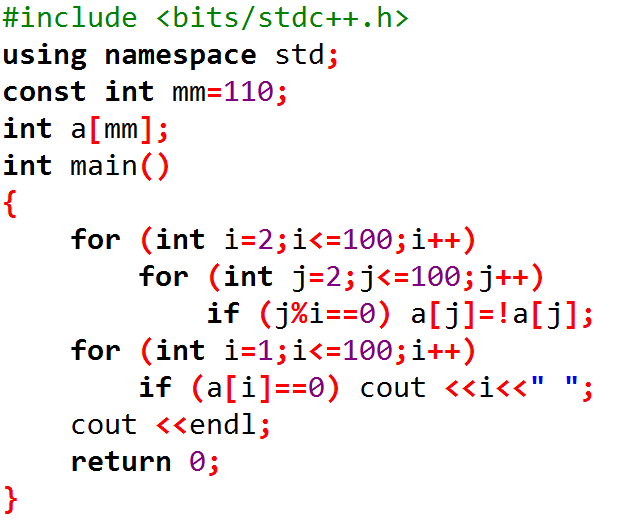 #include <bits/stdc++.h>
using namespace std;
const int mm=110;
int a[mm];
int main()
{
    for (int i=2;i<=100;i++)
        for (int j=2;j<=100;j++)
            if (j%i==0) a[j]=!a[j];
    for (int i=1;i<=100;i++)
        if (a[i]==0) cout <<i<<" ";
    cout <<endl;
    return 0;
}